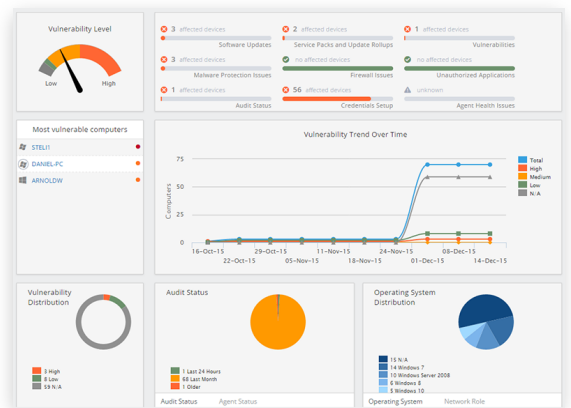 Vulnerability Level
Low
High
3 affected devices
Software Updates
2 affected devices
Service Packs and Update Rollups
1 affected devices
Vulnerabilities
3 affected devices
Malware Protection Issues
no affected devices
Firewall Issues
no affected devices
Unauthorized Applications
1 affected devices
Audit Status
56 affected devices
Credentials Setup
unknown
Agent Health Issues
Most vulnerable computers
STELI1
DANIEL-PC
ARNOLDW
Vulnerability Trend Over Time
Computers
75
50
25
0
16-Oct-15
22-Oct-15
29-Oct-15
05-Nov-15
11-Nov-15
18-Nov-15
24-Nov-15
01-Dec-15
08-Dec-15
14-Dec-15
Total
High
Medium
Low
N/A
Vulnerability
Distribution
3 High
8 Low
59 N/A
Audit Status
1 Last 24 Hours
68 Last Month
1 Older
Audit Status
Agent Status
Operating System
Distribution
15 N/A
14 Windows 7
10 Windows Server 2008
6 Windows 8
5 Windows 10
Operating System
Network Role